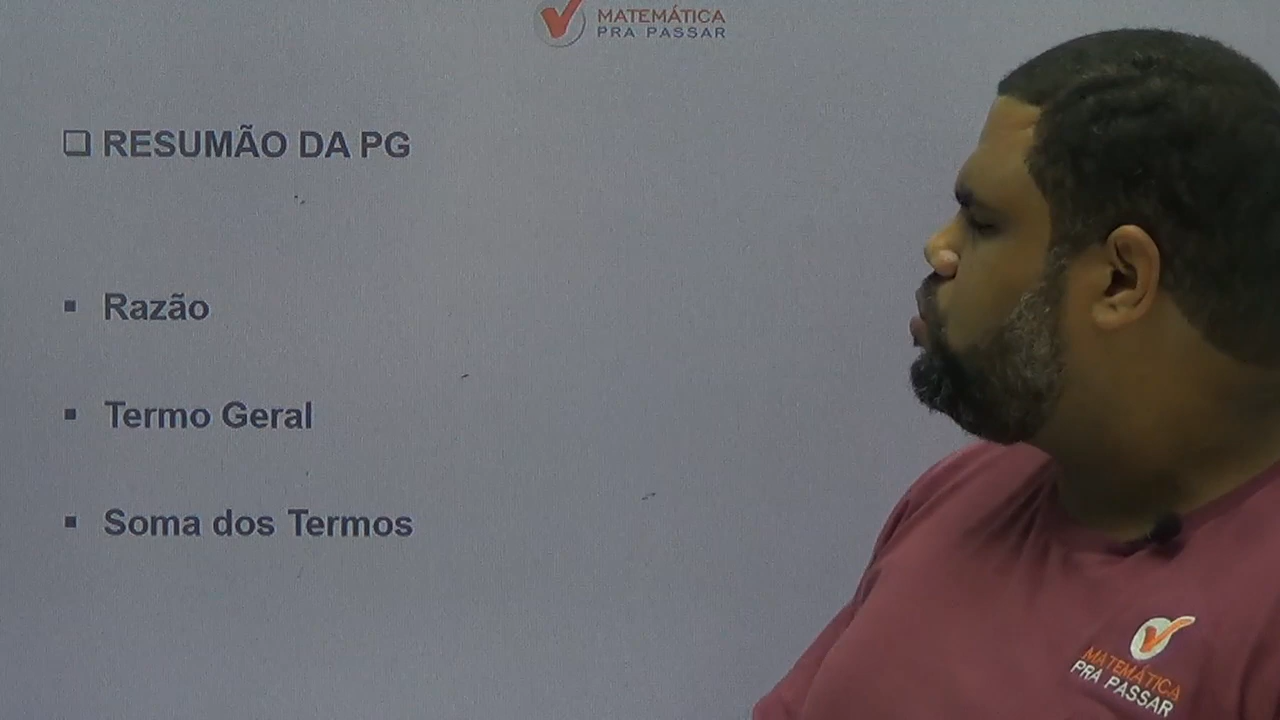 MATEMÁTICA
PRA PASSAR
❑ RESUMÃO DA PG
▪ Razão
▪ Termo Geral
▪ Soma dos Termos
MATEMÁTICA
PRA PASSAR